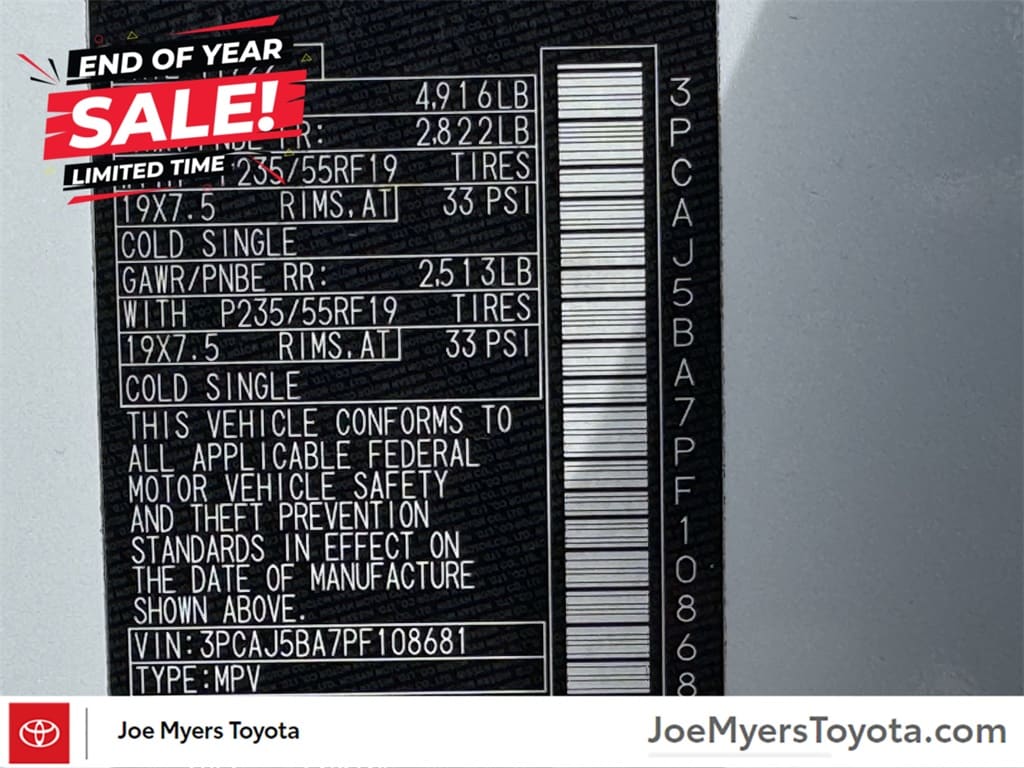 END OF YEAR
SALE!
LIMITED TIME
4,916LB
RR: 2,822LB
P235/55RF19 TIRES
19X7.5 RIMS,AT 33 PSI
COLD SINGLE
GAWR/PNBE RR: 2,513LB
WITH P235/55RF19 TIRES
19X7.5 RIMS,AT 33 PSI
COLD SINGLE
THIS VEHICLE CONFORMS TO
ALL APPLICABLE FEDERAL
MOTOR VEHICLE SAFETY
AND THEFT PREVENTION
STANDARDS IN EFFECT ON
THE DATE OF MANUFACTURE
SHOWN ABOVE.
VIN:3PCAJ5BA7PF108681
TYPE:MPV
3PCAJ5BA7PF10868
Joe Myers Toyota
JoeMyersToyota.com